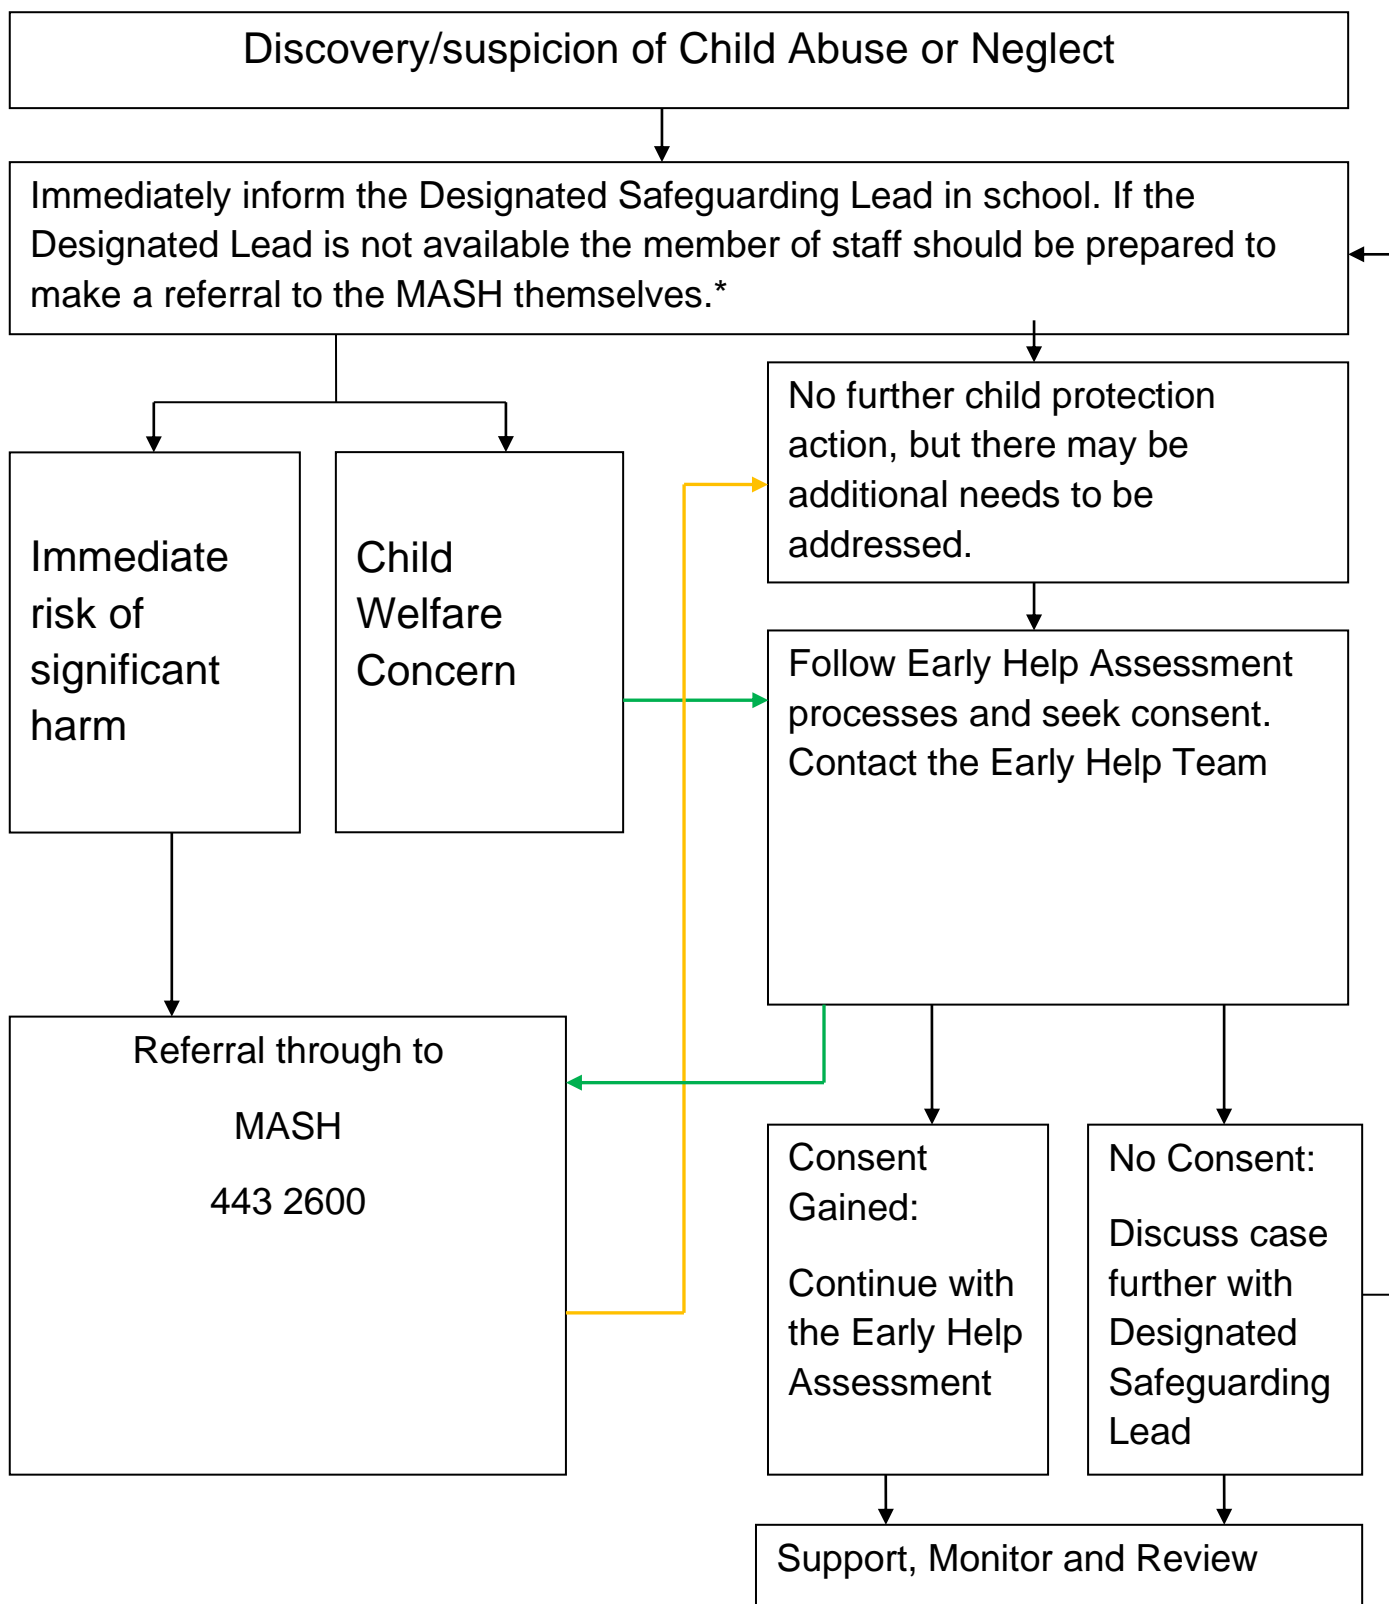 Discovery/suspicion of Child Abuse or Neglect
Immediately inform the Designated Safeguarding Lead in school. If the
Designated Lead is not available the member of staff should be prepared to
make a referral to the MASH themselves.*
No further child protection
action, but there may be
additional needs to be
addressed.
Immediate
risk of
significant
harm
Child
Welfare
Concern
Follow Early Help Assessment
processes and seek consent.
Contact the Early Help Team
Referral through to
MASH
443 2600
Consent
Gained:
Continue with
the Early Help
Assessment
No Consent:
Discuss case
further with
Designated
Safeguarding
Lead
Support, Monitor and Review